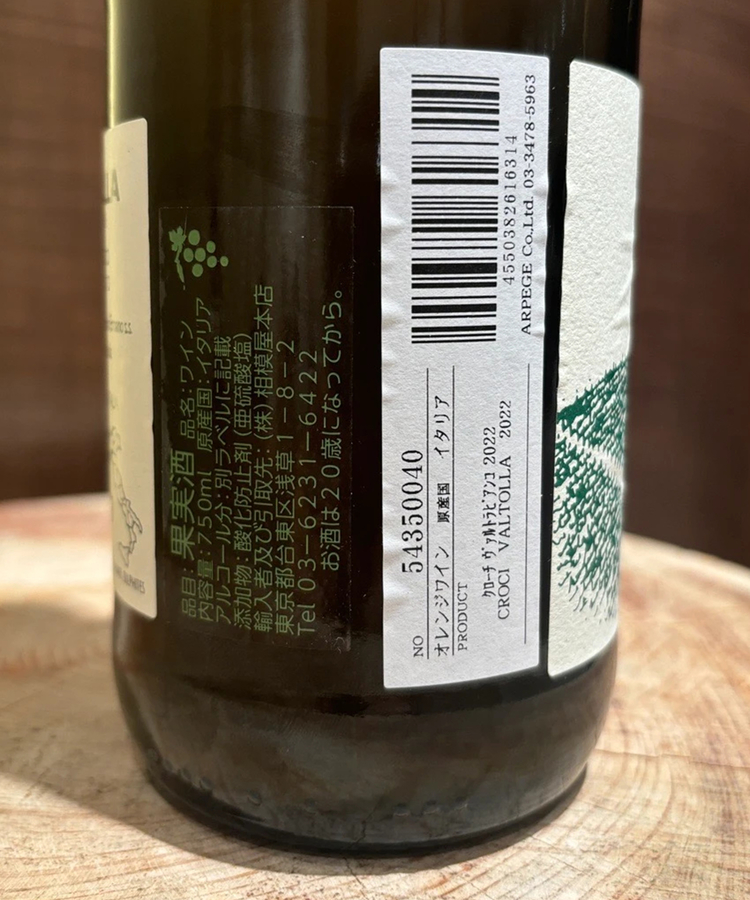 品目：果実酒 品名：ワイン
内容量：750ml 原産国：イタリア
アルコール分：別ラベルに記載
添加物：酸化防止剤（亜硫酸塩）
輸入者及び引取先：（株）相模屋本店
東京都台東区浅草1－8－2
Tel 03－6231－6422
お酒は20歳になってから。
NO 54350040
オレンジワイン 原産国 イタリア
PRODUCT
クローチ ヴァルトラ ビアンコ 2022
CROCI VALTOLLA 2022
4550382616314
ARPEGE Co.,Ltd. 03-3478-5963